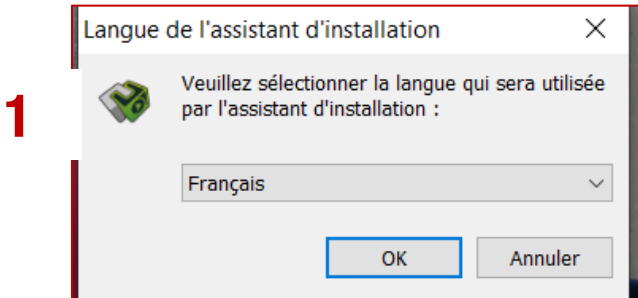 Langue de l'assistant d'installation
1
Veuillez sélectionner la langue qui sera utilisée
par l'assistant d'installation :
Français
OK
Annuler